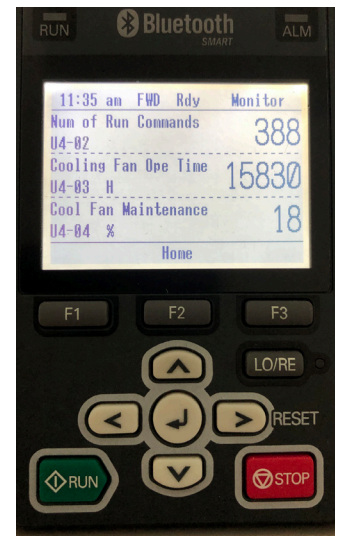 RUN Bluetooth ALM
SMART
11:35 am FWD Rdy Monitor
Num of Run Commands
U4-02 388
Cooling Fan Ope Time
U4-03 H 15830
Cool Fan Maintenance
U4-04 % 18
Home
F1 F2 F3
LO/RE
RESET
RUN STOP